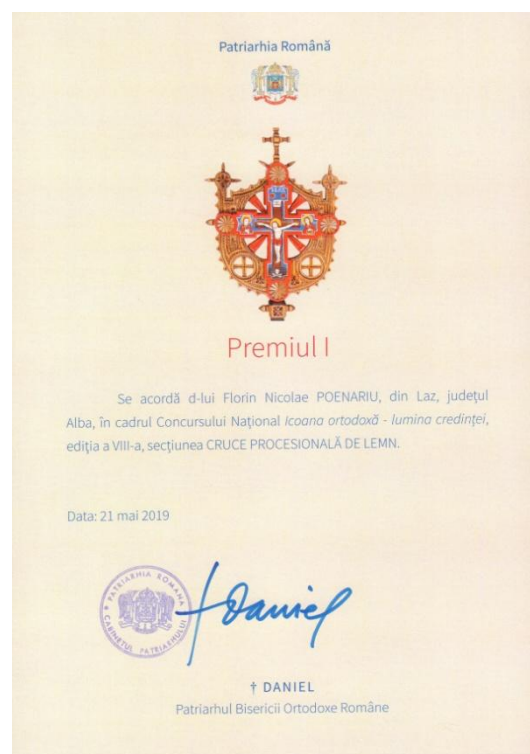 Patriarhia Română
Premiul I
Se acordă d-lui Florin Nicolae POENARIU, din Laz, județul
Alba, în cadrul Concursului Național Icoana ortodoxă - lumina credinței,
ediția a VIII-a, secțiunea CRUCE PROCESIONALĂ DE LEMN.
Data: 21 mai 2019
PATRIARHIA ROMANA
CABINETUL PATRIARHULUI
† Daniel
† DANIEL
Patriarhul Bisericii Ortodoxe Române